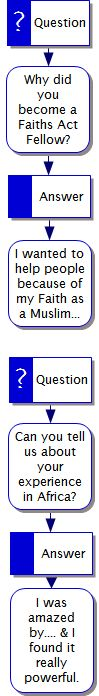 ? Question
Why did
you
become a
Faiths Act
Fellow?
Answer
I wanted to
help people
because of
my Faith as
a Muslim...
? Question
Can you tell
us about
your
experience
in Africa?
Answer
I was
amazed
by.... & I
found it
really
powerful.